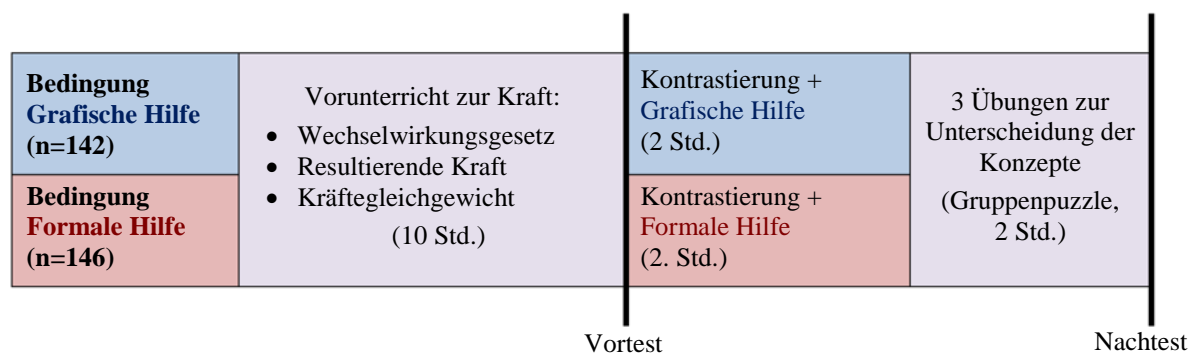 Bedingung
Grafische Hilfe
(n=142)
Bedingung
Formale Hilfe
(n=146)
Vorunterricht zur Kraft:
• Wechselwirkungsgesetz
• Resultierende Kraft
• Kräftegleichgewicht
(10 Std.)
Kontrastierung +
Grafische Hilfe
(2 Std.)
Kontrastierung +
Formale Hilfe
(2. Std.)
3 Übungen zur
Unterscheidung der
Konzepte
(Gruppenpuzzle,
2 Std.)
Vortest
Nachtest